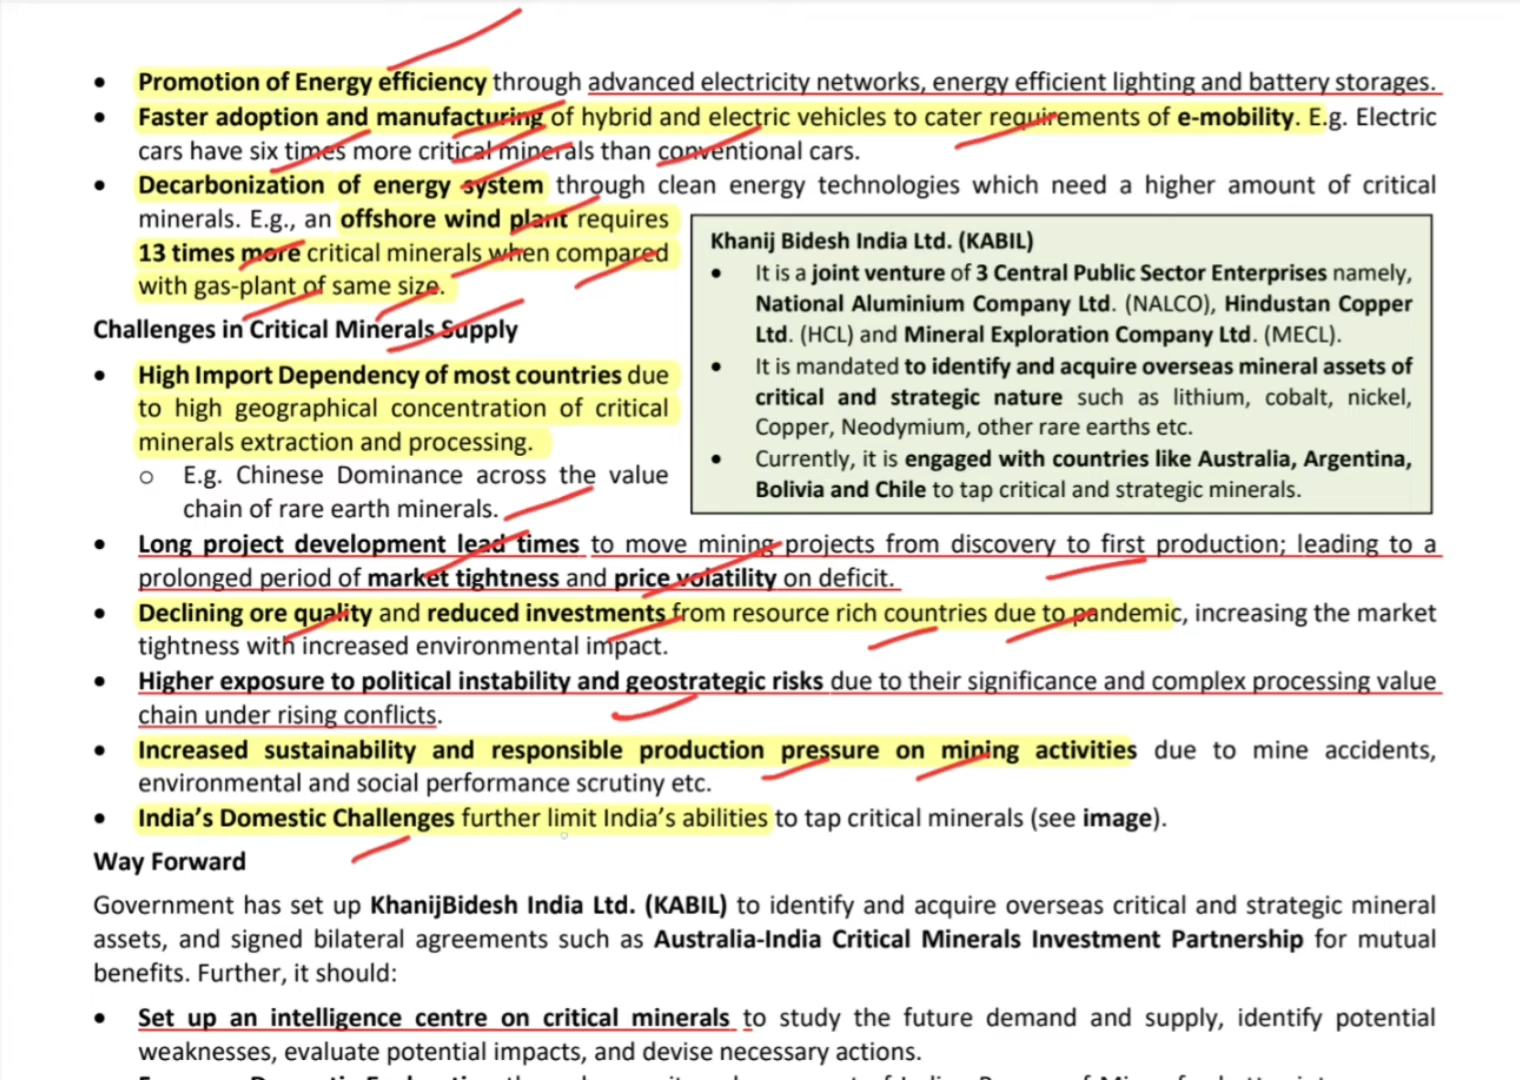 • Promotion of Energy efficiency through advanced electricity networks, energy efficient lighting and battery storages.
• Faster adoption and manufacturing of hybrid and electric vehicles to cater requirements of e-mobility. E.g. Electric
cars have six times more critical minerals than conventional cars.
• Decarbonization of energy system through clean energy technologies which need a higher amount of critical
minerals. E.g., an offshore wind plant requires
13 times more critical minerals when compared
with gas-plant of same size.
Challenges in Critical Minerals Supply
• High Import Dependency of most countries due
to high geographical concentration of critical
minerals extraction and processing.
o E.g. Chinese Dominance across the value
chain of rare earth minerals.
Khanij Bidesh India Ltd. (KABIL)
• It is a joint venture of 3 Central Public Sector Enterprises namely,
National Aluminium Company Ltd. (NALCO), Hindustan Copper
Ltd. (HCL) and Mineral Exploration Company Ltd. (MECL).
• It is mandated to identify and acquire overseas mineral assets of
critical and strategic nature such as lithium, cobalt, nickel,
Copper, Neodymium, other rare earths etc.
• Currently, it is engaged with countries like Australia, Argentina,
Bolivia and Chile to tap critical and strategic minerals.
• Long project development lead times to move mining projects from discovery to first production; leading to a
prolonged period of market tightness and price volatility on deficit.
• Declining ore quality and reduced investments from resource rich countries due to pandemic, increasing the market
tightness with increased environmental impact.
• Higher exposure to political instability and geostrategic risks due to their significance and complex processing value
chain under rising conflicts.
• Increased sustainability and responsible production pressure on mining activities due to mine accidents,
environmental and social performance scrutiny etc.
• India's Domestic Challenges further limit India's abilities to tap critical minerals (see image).
Way Forward
Government has set up KhanijBidesh India Ltd. (KABIL) to identify and acquire overseas critical and strategic mineral
assets, and signed bilateral agreements such as Australia-India Critical Minerals Investment Partnership for mutual
benefits. Further, it should:
• Set up an intelligence centre on critical minerals to study the future demand and supply, identify potential
weaknesses, evaluate potential impacts, and devise necessary actions.